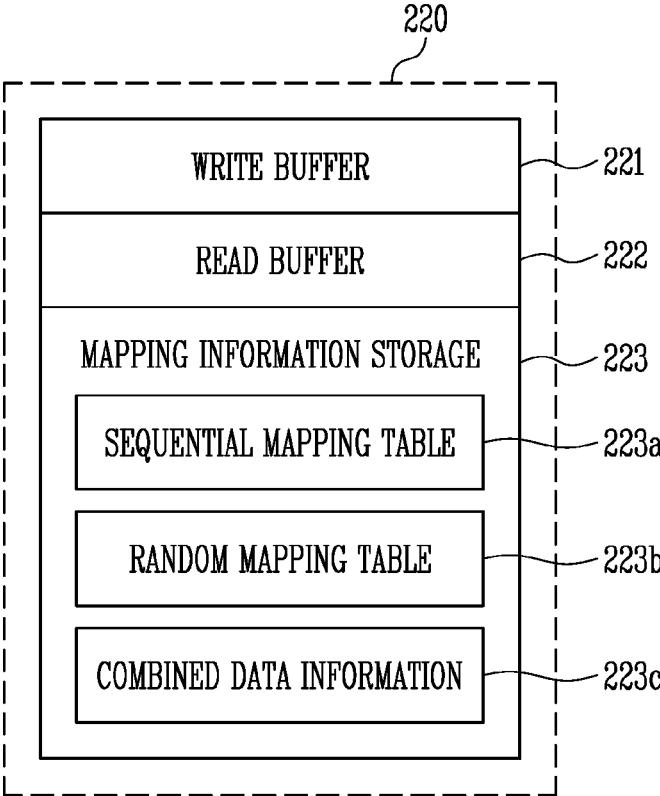 220
WRITE BUFFER 221
READ BUFFER 222
MAPPING INFORMATION STORAGE 223
SEQUENTIAL MAPPING TABLE 223a
RANDOM MAPPING TABLE 223b
COMBINED DATA INFORMATION 223c